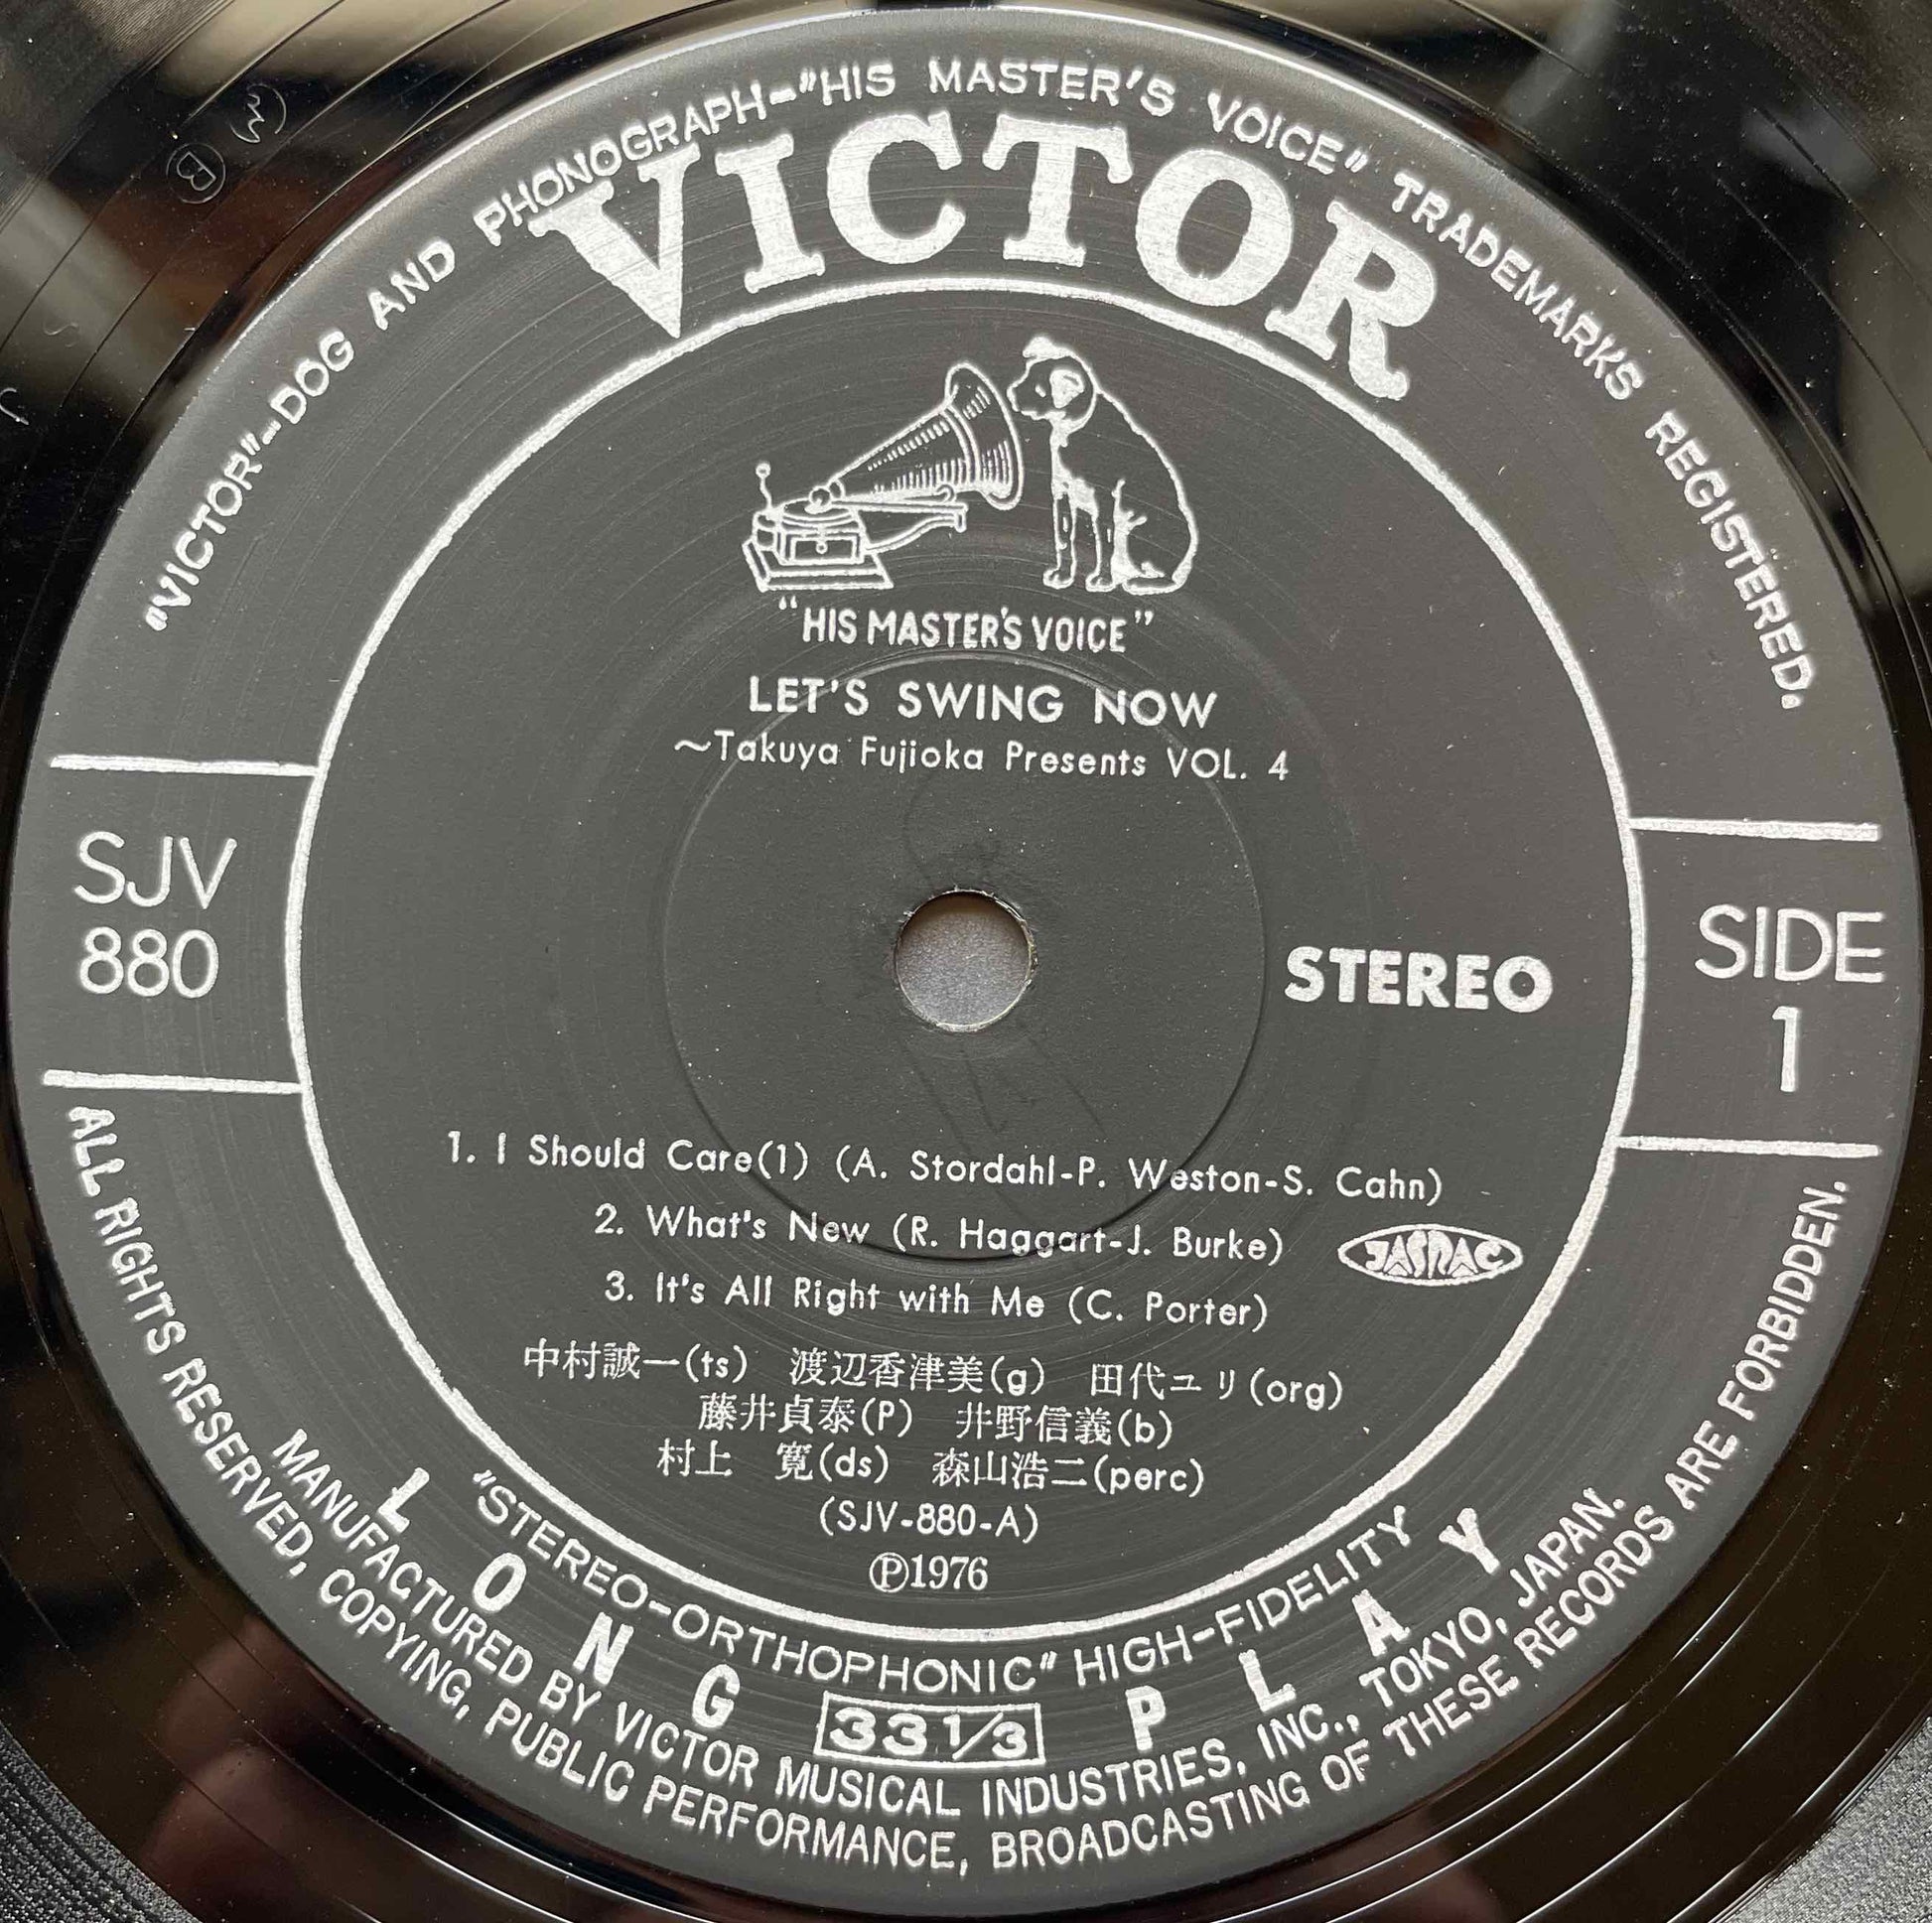 "VICTOR"-DOG AND PHONOGRAPH-"HIS MASTER'S VOICE" TRADEMARKS REGISTERED.
VICTOR
"HIS MASTER'S VOICE"
LET'S SWING NOW
~Takuya Fujioka Presents VOL. 4
SJV
880
STEREO
SIDE
1
1. I Should Care(1) (A. Stordahl-P. Weston-S. Cahn)
2. What's New (R. Haggart-J. Burke)
JASRAC
3. It's All Right with Me (C. Porter)
中村誠一(ts) 渡辺香津美(g) 田代ユリ(org)
藤井貞泰(P) 井野信義(b)
村上 寛(ds) 森山浩二(perc)
(SJV-880-A)
Ⓟ1976
"STEREO-ORTHOPHONIC" HIGH-FIDELITY
LONG 33 1/3 PLAY
MANUFACTURED BY VICTOR MUSICAL INDUSTRIES, INC., TOKYO, JAPAN.
ALL RIGHTS RESERVED, COPYING, PUBLIC PERFORMANCE, BROADCASTING OF THESE RECORDS ARE FORBIDDEN.
B